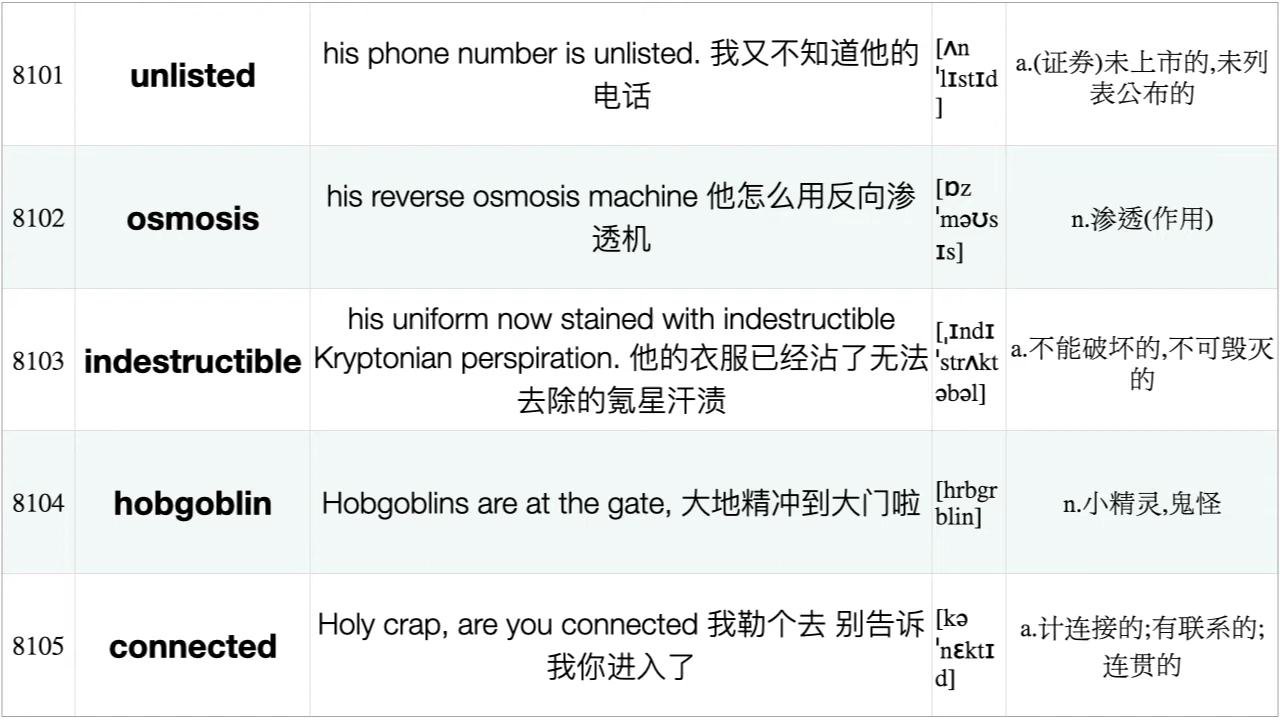 8101
unlisted
his phone number is unlisted. 我又不知道他的
电话
[ʌn
ˈlɪstɪd
]
a.(证券)未上市的,未列
表公布的
8102
osmosis
his reverse osmosis machine 他怎么用反向渗
透机
[ɒz
ˈməʊs
ɪs]
n.渗透(作用)
8103
indestructible
his uniform now stained with indestructible
Kryptonian perspiration. 他的衣服已经沾了无法
去除的氪星汗渍
[ˌɪndɪ
ˈstrʌkt
əbəl]
a.不能破坏的,不可毁灭
的
8104
hobgoblin
Hobgoblins are at the gate, 大地精冲到大门啦
[hrbgr
blin]
n.小精灵,鬼怪
8105
connected
Holy crap, are you connected 我勒个去 别告诉
我你进入了
[kə
ˈnɛktɪ
d]
a.计连接的;有联系的;
连贯的